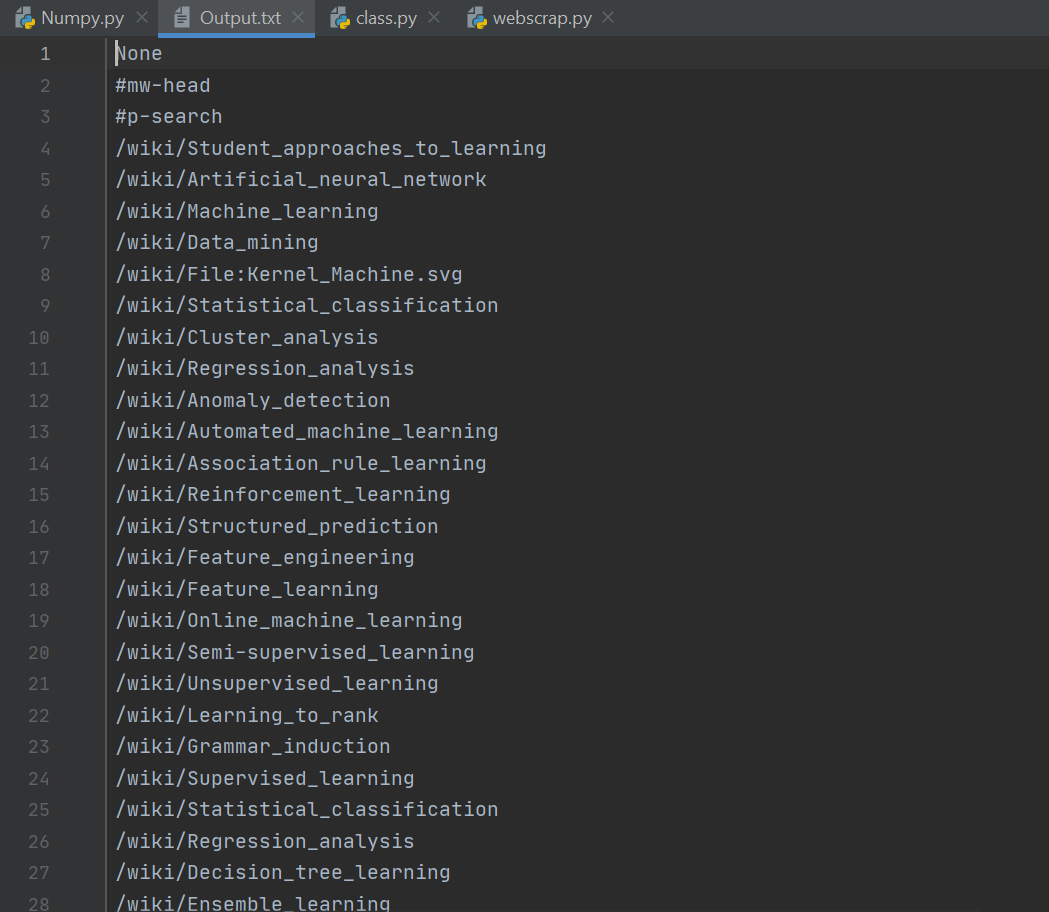 Numpy.py Output.txt class.py webscrap.py
1 None
2 #mw-head
3 #p-search
4 /wiki/Student_approaches_to_learning
5 /wiki/Artificial_neural_network
6 /wiki/Machine_learning
7 /wiki/Data_mining
8 /wiki/File:Kernel_Machine.svg
9 /wiki/Statistical_classification
10 /wiki/Cluster_analysis
11 /wiki/Regression_analysis
12 /wiki/Anomaly_detection
13 /wiki/Automated_machine_learning
14 /wiki/Association_rule_learning
15 /wiki/Reinforcement_learning
16 /wiki/Structured_prediction
17 /wiki/Feature_engineering
18 /wiki/Feature_learning
19 /wiki/Online_machine_learning
20 /wiki/Semi-supervised_learning
21 /wiki/Unsupervised_learning
22 /wiki/Learning_to_rank
23 /wiki/Grammar_induction
24 /wiki/Supervised_learning
25 /wiki/Statistical_classification
26 /wiki/Regression_analysis
27 /wiki/Decision_tree_learning
28 /wiki/Ensemble_learning